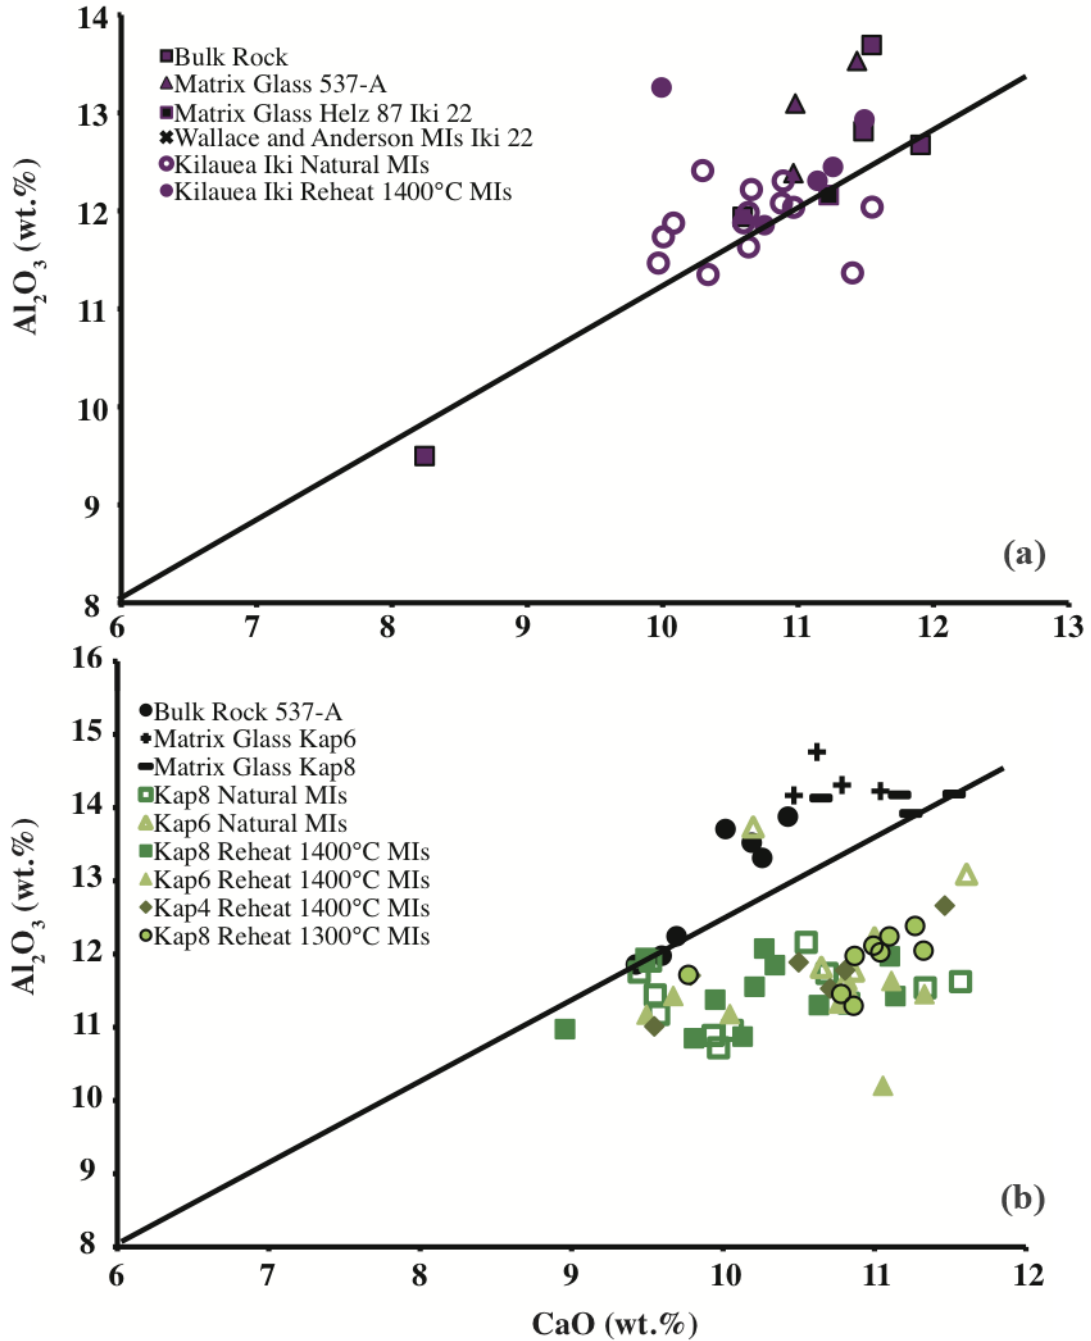 14
13
12
11
10
9
8
Al2O3 (wt.%)
Bulk Rock
Matrix Glass 537-A
Matrix Glass Helz 87 Iki 22
Wallace and Anderson MIs Iki 22
Kilauea Iki Natural MIs
Kilauea Iki Reheat 1400°C MIs
(a)
6 7 8 9 10 11 12 13
16
15
14
13
12
11
10
9
8
Al2O3 (wt.%)
Bulk Rock 537-A
Matrix Glass Kap6
Matrix Glass Kap8
Kap8 Natural MIs
Kap6 Natural MIs
Kap8 Reheat 1400°C MIs
Kap6 Reheat 1400°C MIs
Kap4 Reheat 1400°C MIs
Kap8 Reheat 1300°C MIs
(b)
6 7 8 9 10 11 12
CaO (wt.%)